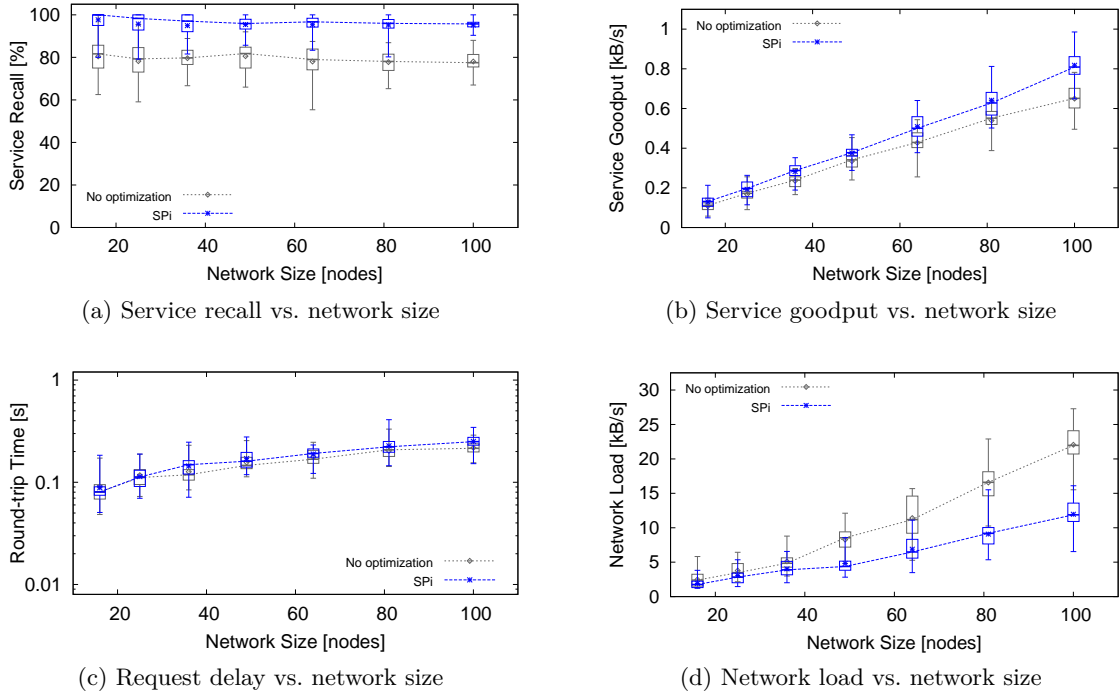 100
80
60
40
20
0
Service Recall [%]
No optimization
SPi
20 40 60 80 100
Network Size [nodes]
(a) Service recall vs. network size
1
0.8
0.6
0.4
0.2
0
Service Goodput [kB/s]
No optimization
SPi
20 40 60 80 100
Network Size [nodes]
(b) Service goodput vs. network size
1
0.1
0.01
Round-trip Time [s]
No optimization
SPi
20 40 60 80 100
Network Size [nodes]
(c) Request delay vs. network size
30
25
20
15
10
5
0
Network Load [kB/s]
No optimization
SPi
20 40 60 80 100
Network Size [nodes]
(d) Network load vs. network size